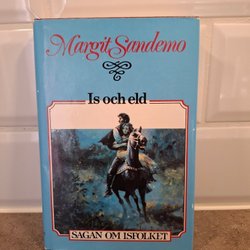 Margit Sandemo
Is och eld
SAGAN OM ISFOLKET